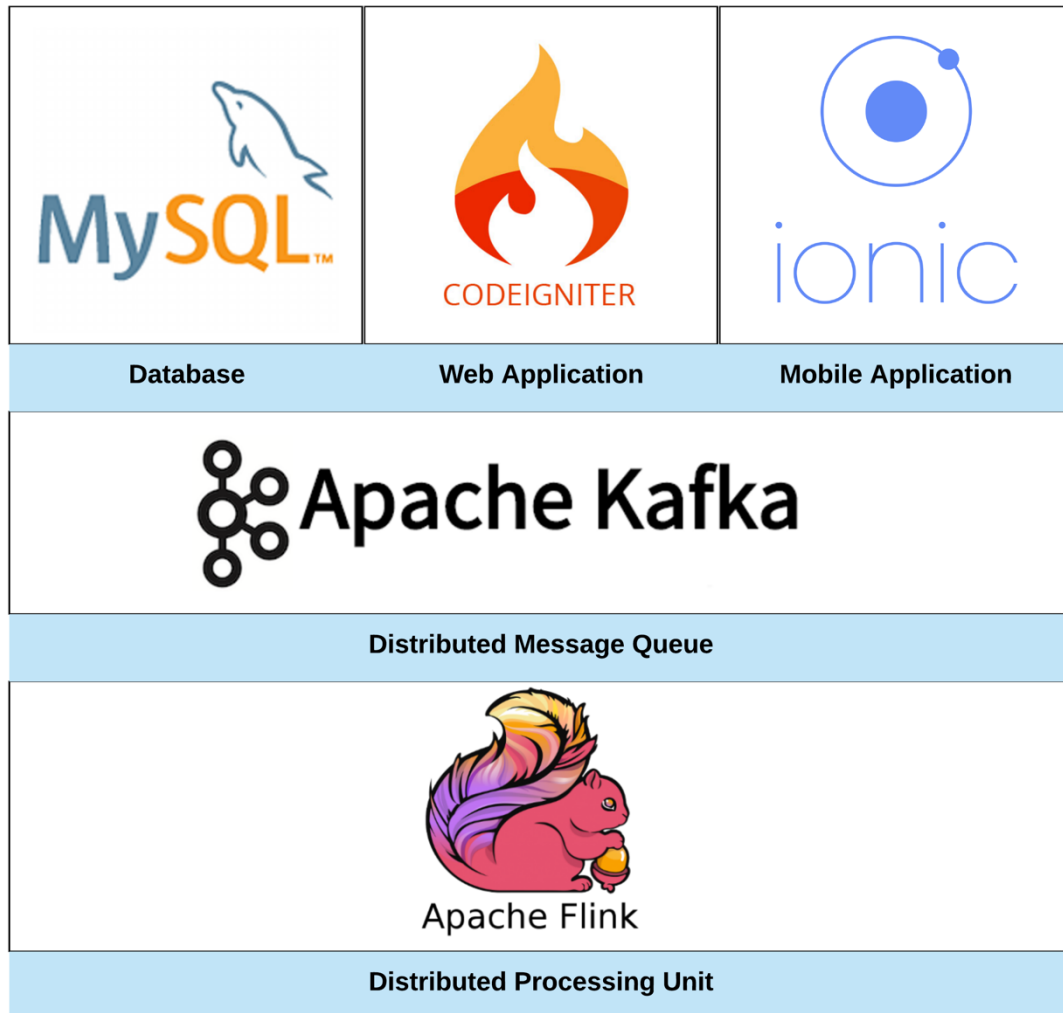 MySQL™
CODEIGNITER
ionic
Database
Web Application
Mobile Application
Apache Kafka
Distributed Message Queue
Apache Flink
Distributed Processing Unit